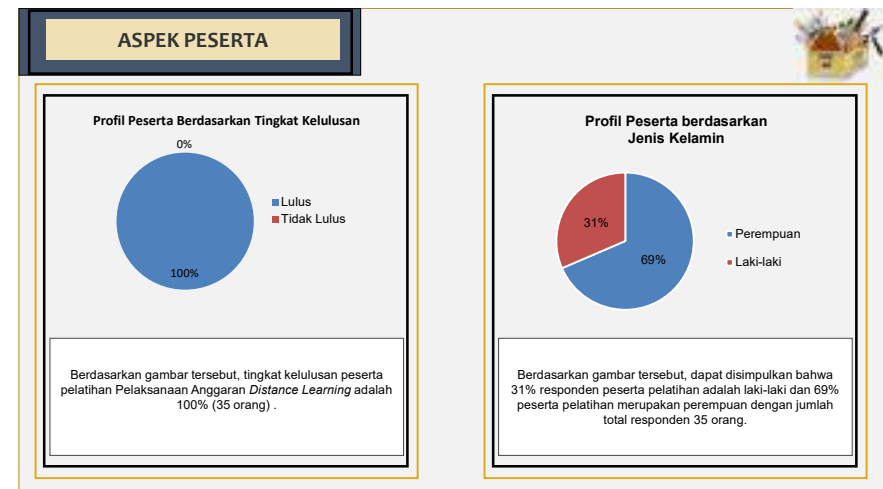 ASPEK PESERTA
Profil Peserta Berdasarkan Tingkat Kelulusan
0%
100%
Lulus
Tidak Lulus
Berdasarkan gambar tersebut, tingkat kelulusan peserta
pelatihan Pelaksanaan Anggaran Distance Learning adalah
100% (35 orang) .
Profil Peserta berdasarkan
Jenis Kelamin
31%
69%
Perempuan
Laki-laki
Berdasarkan gambar tersebut, dapat disimpulkan bahwa
31% responden peserta pelatihan adalah laki-laki dan 69%
peserta pelatihan merupakan perempuan dengan jumlah
total responden 35 orang.